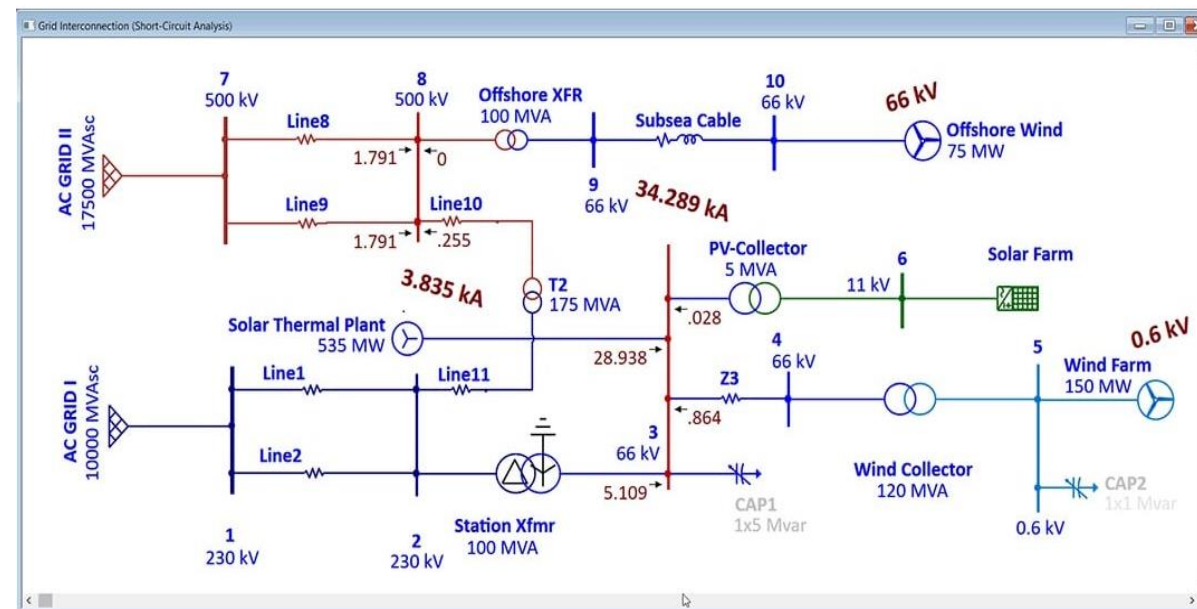 Grid Interconnection (Short-Circuit Analysis)
7
500 kV
8
500 kV
Offshore XFR
100 MVA
10
66 kV
66 kV
Line8
Subsea Cable
Offshore Wind
75 MW
AC GRID II
17500 MVAsc
1.791
0
9
66 kV
34.289 kA
Line9
Line10
1.791
.255
3.835 kA
T2
175 MVA
PV-Collector
5 MVA
6
11 kV
Solar Farm
.028
Solar Thermal Plant
535 MW
28.938
4
66 kV
0.6 kV
5
Wind Farm
150 MW
AC GRID I
10000 MVAsc
Line1
Line11
Z3
.864
Line2
3
66 kV
5.109
CAP1
1x5 Mvar
Wind Collector
120 MVA
CAP2
1x1 Mvar
0.6 kV
Station Xfmr
100 MVA
1
230 kV
2
230 kV